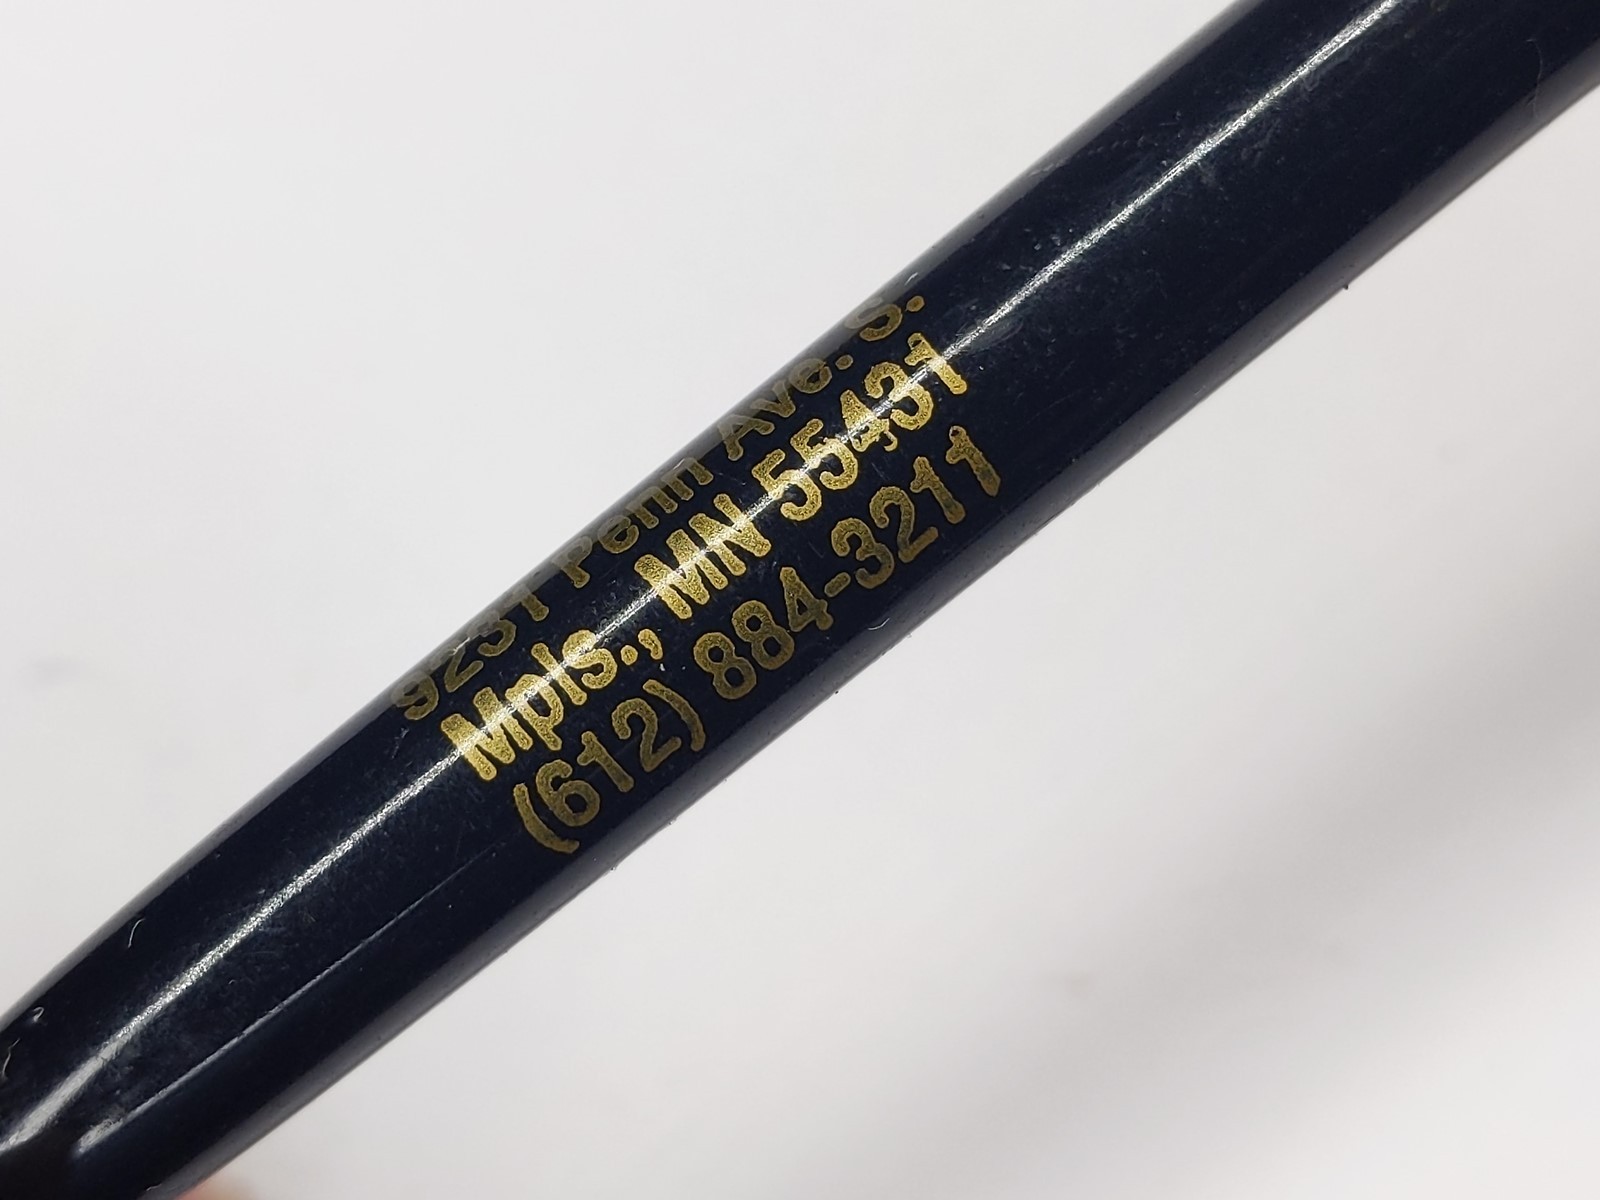 9231 Penn Ave. S.
Mpls., MN 55431
(612) 884-3211